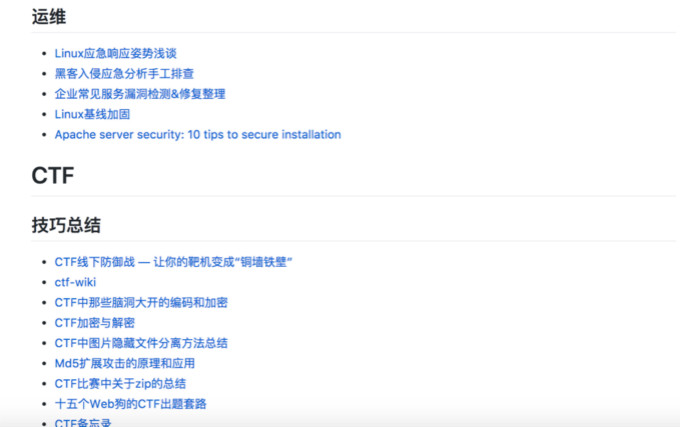 运维
Linux应急响应姿势浅谈
黑客入侵应急分析手工排查
企业常见服务漏洞检测&修复整理
Linux基线加固
Apache server security: 10 tips to secure installation
CTF
技巧总结
CTF线下防御战 — 让你的靶机变成“铜墙铁壁”
ctf-wiki
CTF中那些脑洞大开的编码和加密
CTF加密与解密
CTF中图片隐藏文件分离方法总结
Md5扩展攻击的原理和应用
CTF比赛中关于zip的总结
十五个Web狗的CTF出题套路
CTF备忘录